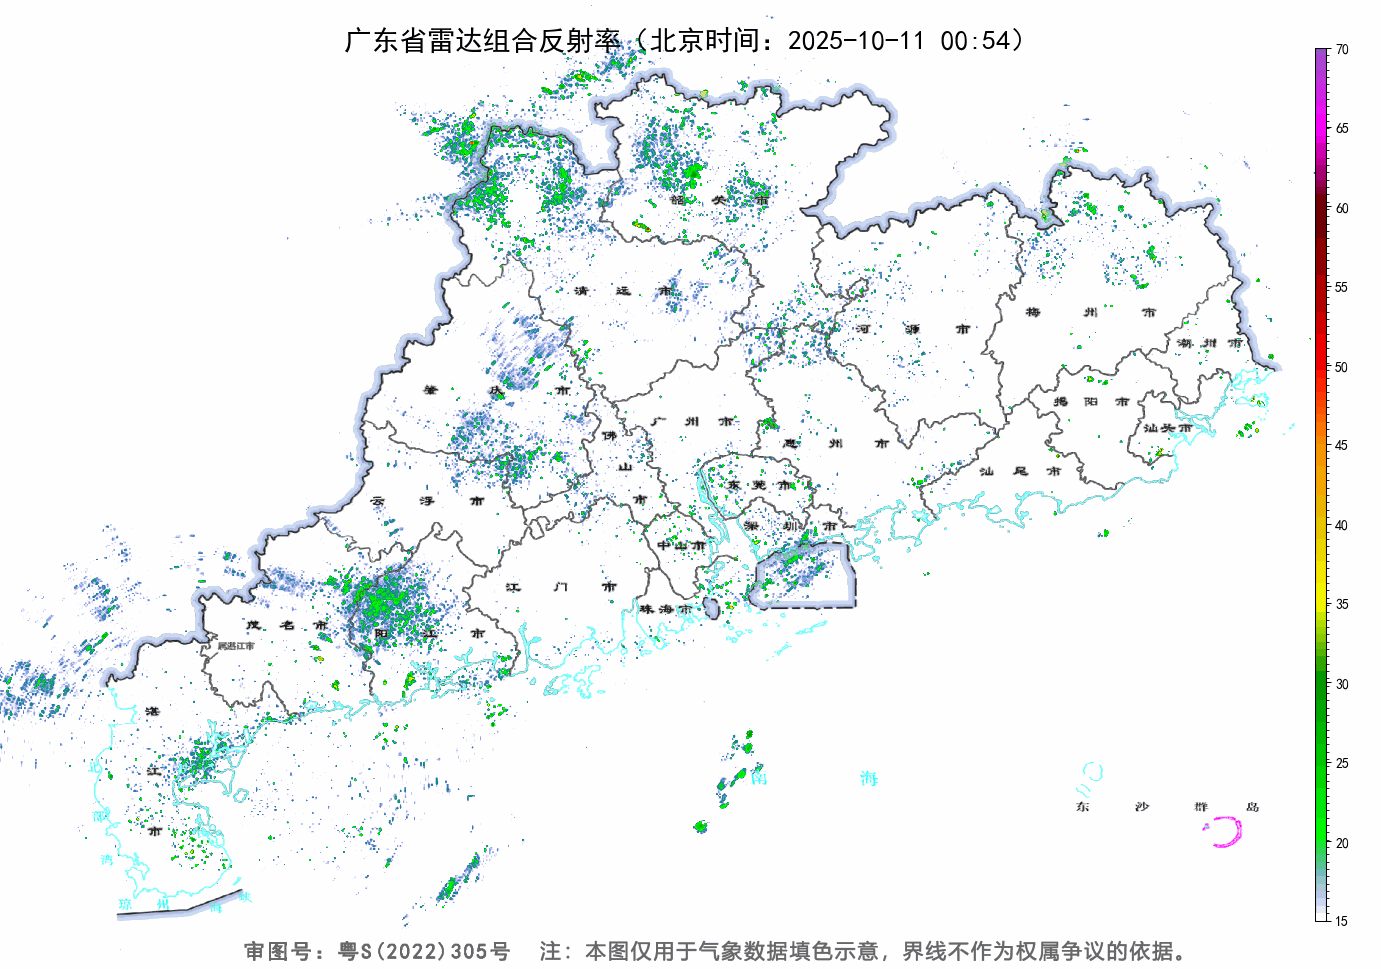 广东省雷达组合反射率（北京时间：2025-10-11 00:54）
70
65
60
55
50
45
40
35
30
25
20
15
韶关市
清远市
河源市
梅州市
潮州市
肇庆市
广州市
佛山市
惠州市
揭阳市
汕头市
汕尾市
云浮市
东莞市
深圳市
中山市
江门市
珠海市
茂名市
阳江市
属湛江市
湛江市
南海
东沙群岛
北部湾
琼州海峡
审图号：粤S(2022)305号 注：本图仅用于气象数据填色示意，界线不作为权属争议的依据。